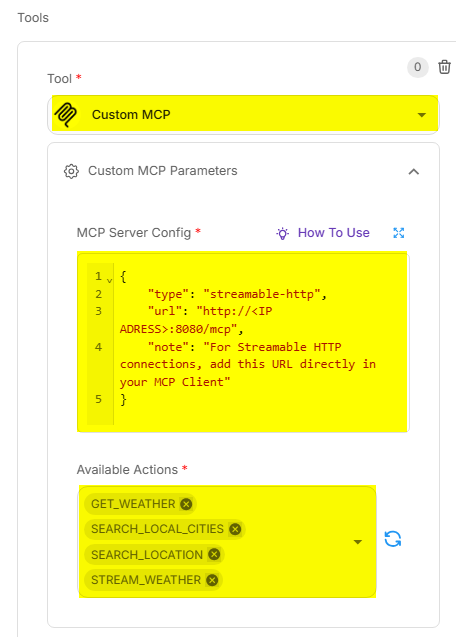 Tools
0
Tool *
Custom MCP
Custom MCP Parameters
MCP Server Config * How To Use
1 {
2 "type": "streamable-http",
3 "url": "http://<IP
ADRESS>:8080/mcp",
4 "note": "For Streamable HTTP
connections, add this URL directly in
your MCP Client"
5 }
Available Actions *
GET_WEATHER
SEARCH_LOCAL_CITIES
SEARCH_LOCATION
STREAM_WEATHER